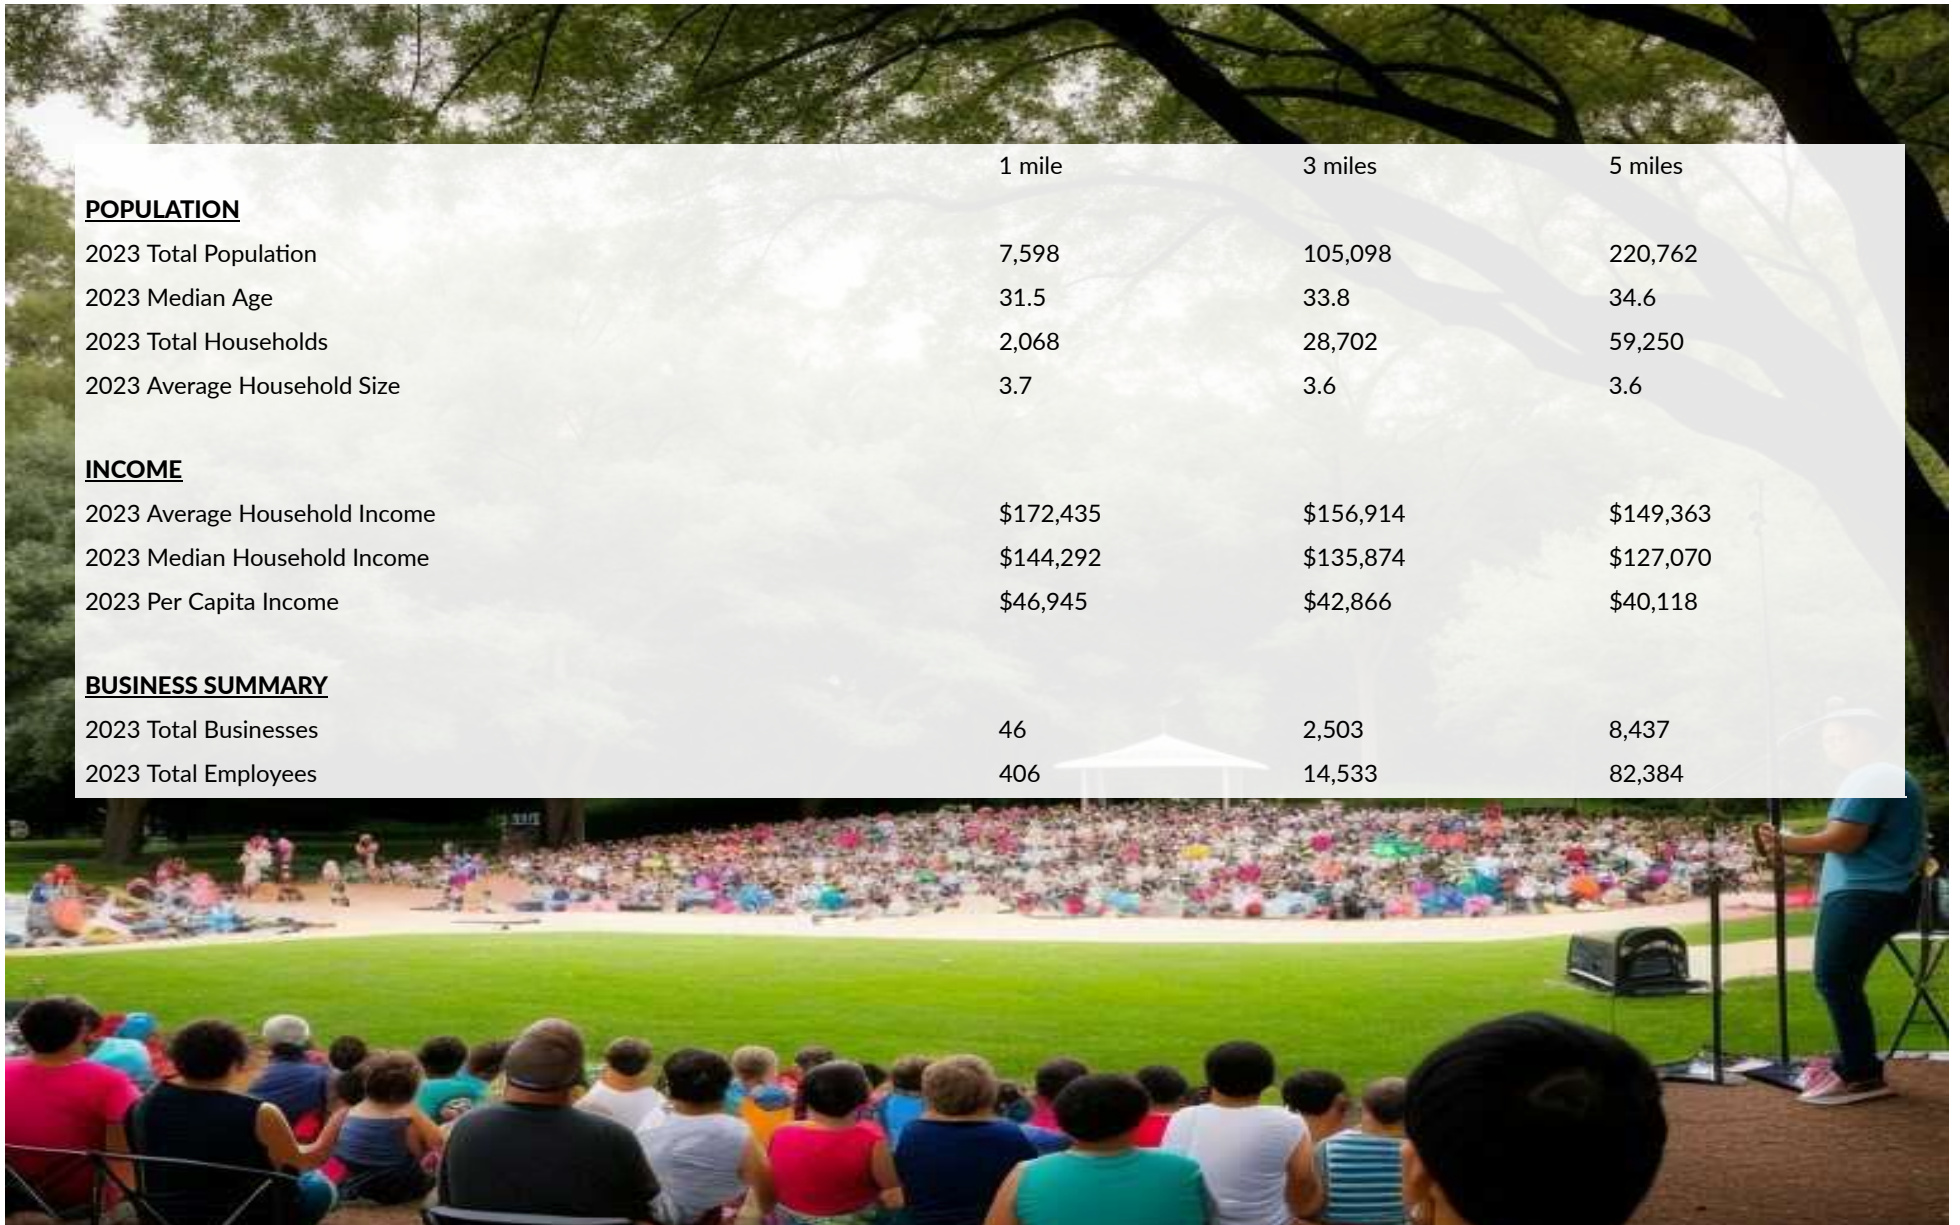 1 mile 3 miles 5 miles
POPULATION
2023 Total Population 7,598 105,098 220,762
2023 Median Age 31.5 33.8 34.6
2023 Total Households 2,068 28,702 59,250
2023 Average Household Size 3.7 3.6 3.6
INCOME
2023 Average Household Income $172,435 $156,914 $149,363
2023 Median Household Income $144,292 $135,874 $127,070
2023 Per Capita Income $46,945 $42,866 $40,118
BUSINESS SUMMARY
2023 Total Businesses 46 2,503 8,437
2023 Total Employees 406 14,533 82,384